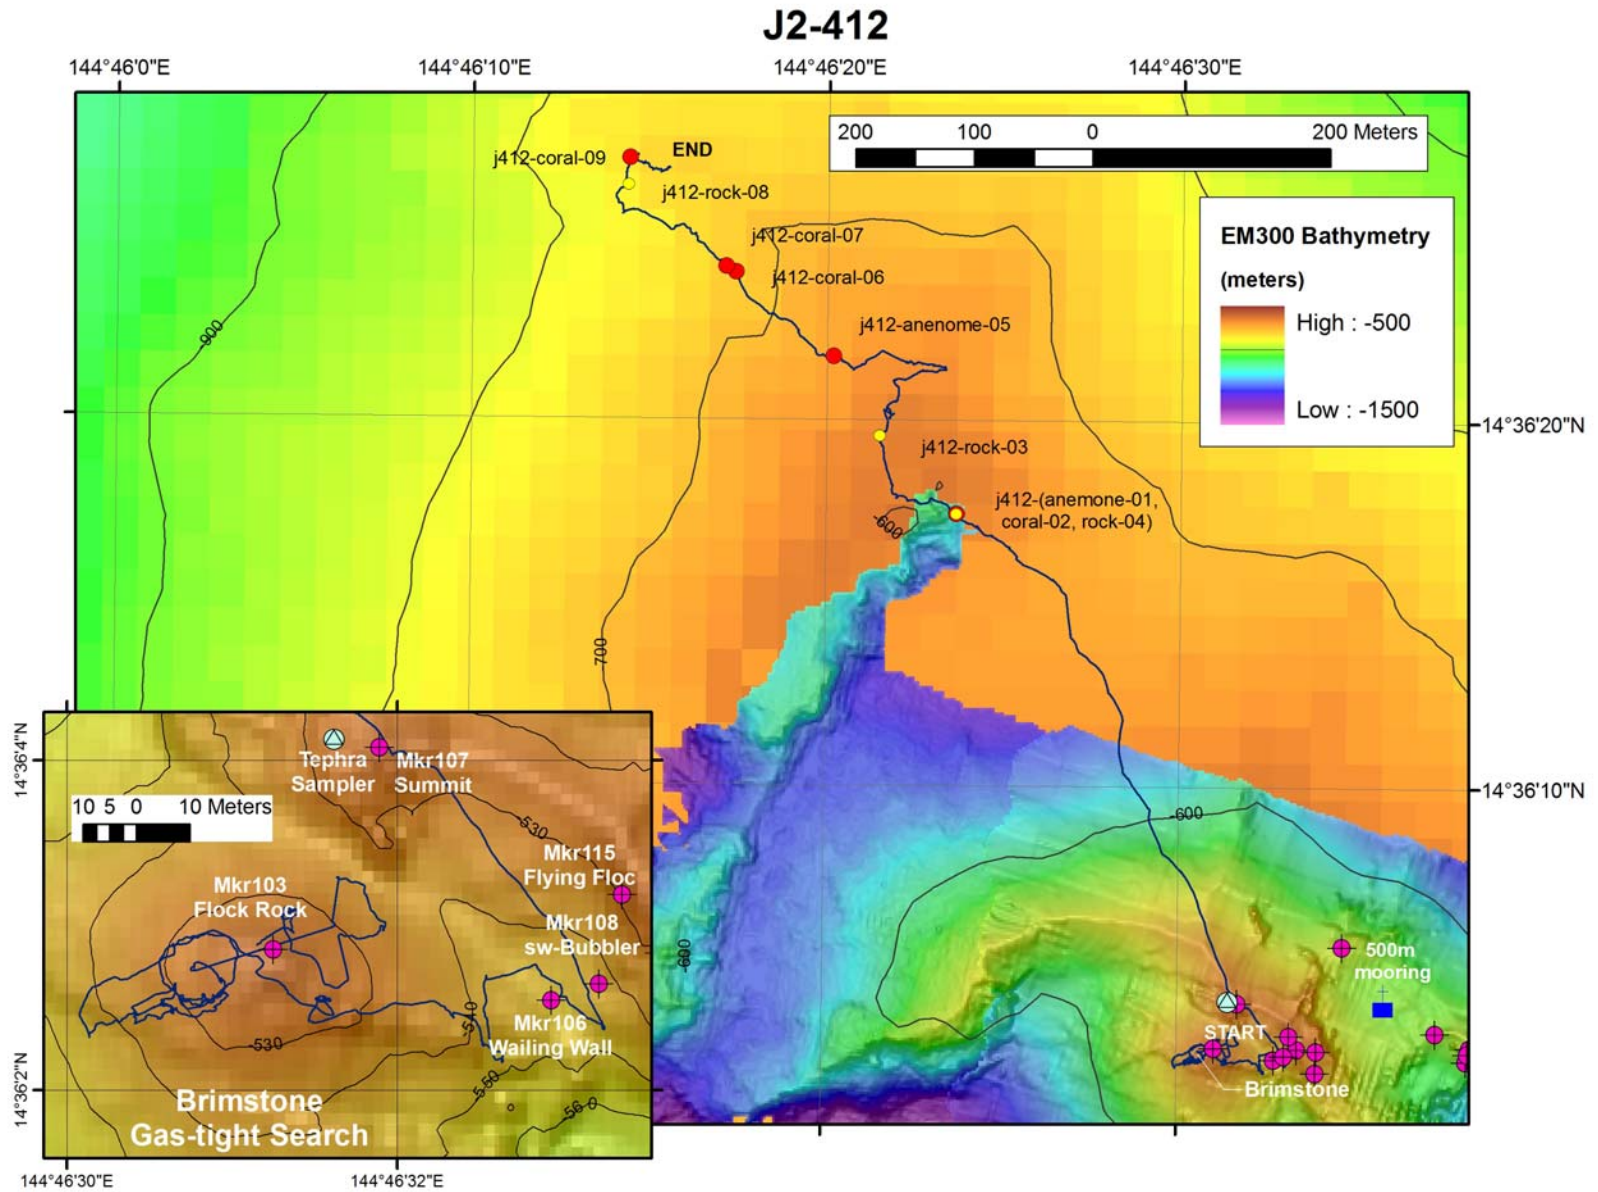 J2-412
144°46'0"E
144°46'10"E
144°46'20"E
144°46'30"E
200 100 0 200 Meters
END
j412-coral-09
j412-rock-08
j412-coral-07
j412-coral-06
j412-anenome-05
j412-rock-03
j412-(anemone-01,
coral-02, rock-04)
EM300 Bathymetry
(meters)
High : -500
Low : -1500
-900
700
-600
-600
-600
14°36'20"N
14°36'10"N
500m
mooring
START
Brimstone
14°36'4"N
14°36'2"N
10 5 0 10 Meters
Tephra
Sampler
Mkr107
Summit
-530
Mkr115
Flying Floc
Mkr103
Flock Rock
Mkr108
sw-Bubbler
-540
Mkr106
Wailing Wall
-530
-550
-560
Brimstone
Gas-tight Search
144°46'30"E
144°46'32"E